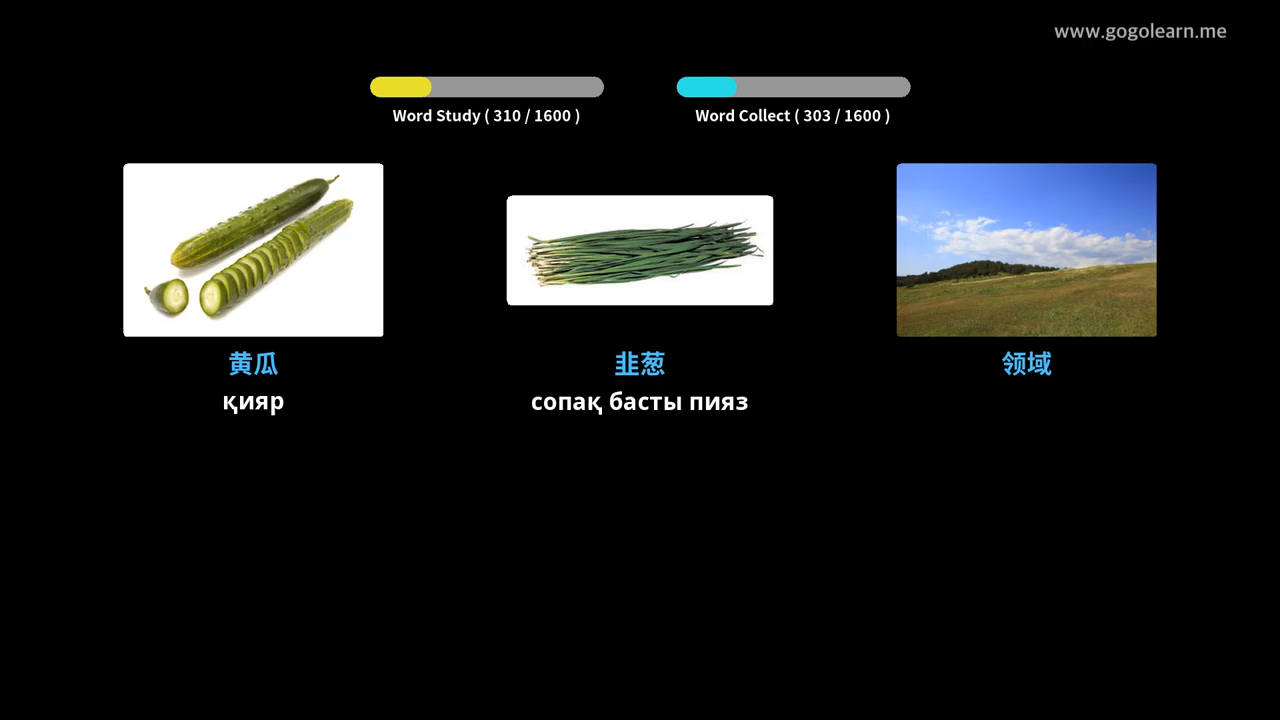 www.gogolearn.me
Word Study ( 310 / 1600 )
Word Collect ( 303 / 1600 )
黄瓜
韭葱
领域
қияр
сопақ басты пияз